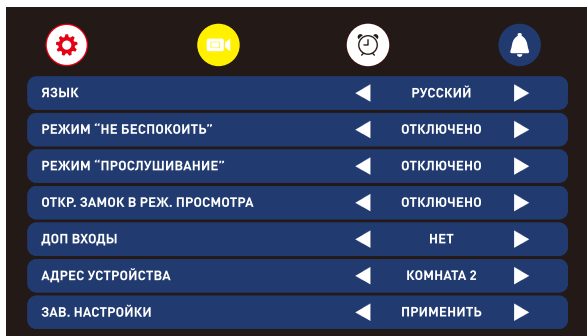 ЯЗЫК РУССКИЙ
РЕЖИМ “НЕ БЕСПОКОИТЬ” ОТКЛЮЧЕНО
РЕЖИМ “ПРОСЛУШИВАНИЕ” ОТКЛЮЧЕНО
ОТКР. ЗАМОК В РЕЖ. ПРОСМОТРА ОТКЛЮЧЕНО
ДОП ВХОДЫ НЕТ
АДРЕС УСТРОЙСТВА КОМНАТА 2
ЗАВ. НАСТРОЙКИ ПРИМЕНИТЬ